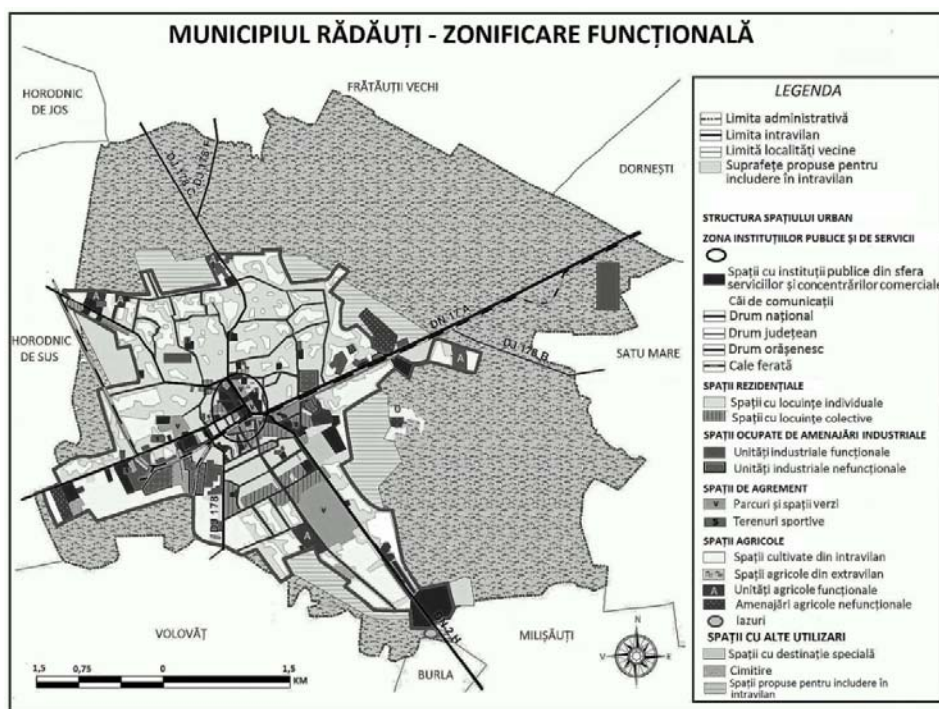 MUNICIPIUL RĂDĂUȚI - ZONIFICARE FUNCȚIONALĂ
HORODNIC
DE JOS
FRĂTĂUȚII VECHI
DORNEȘTI
DJ 178 C
DJ 178 F
DN 17 A
DJ 178 B
HORODNIC
DE SUS
SATU MARE
A
A
A
A
D
V
V
A
DJ 178
DN 2 H
VOLOVĂȚ
MILIȘĂUȚI
BURLA
1,5 0,75 0 1,5
KM
N
V E
S
LEGENDA
Limita administrativă
Limita intravilan
Limită localități vecine
Suprafețe propuse pentru
includere în intravilan
STRUCTURA SPAȚIULUI URBAN
ZONA INSTITUȚIILOR PUBLICE ȘI DE SERVICII
Spații cu instituții publice din sfera
serviciilor și concentrărilor comerciale
Căi de comunicații
Drum național
Drum județean
Drum orășenesc
Cale ferată
SPAȚII REZIDENȚIALE
Spații cu locuințe individuale
Spații cu locuințe colective
SPAȚII OCUPATE DE AMENAJĂRI INDUSTRIALE
Unități industriale funcționale
Unități industriale nefuncționale
SPAȚII DE AGREMENT
V Parcuri și spații verzi
S Terenuri sportive
SPAȚII AGRICOLE
Spații cultivate din intravilan
Spații agricole din extravilan
A Unități agricole funcționale
Amenajări agricole nefuncționale
Iazuri
SPAȚII CU ALTE UTILIZARI
Spații cu destinație specială
Cimitire
Spații propuse pentru includere în
intravilan